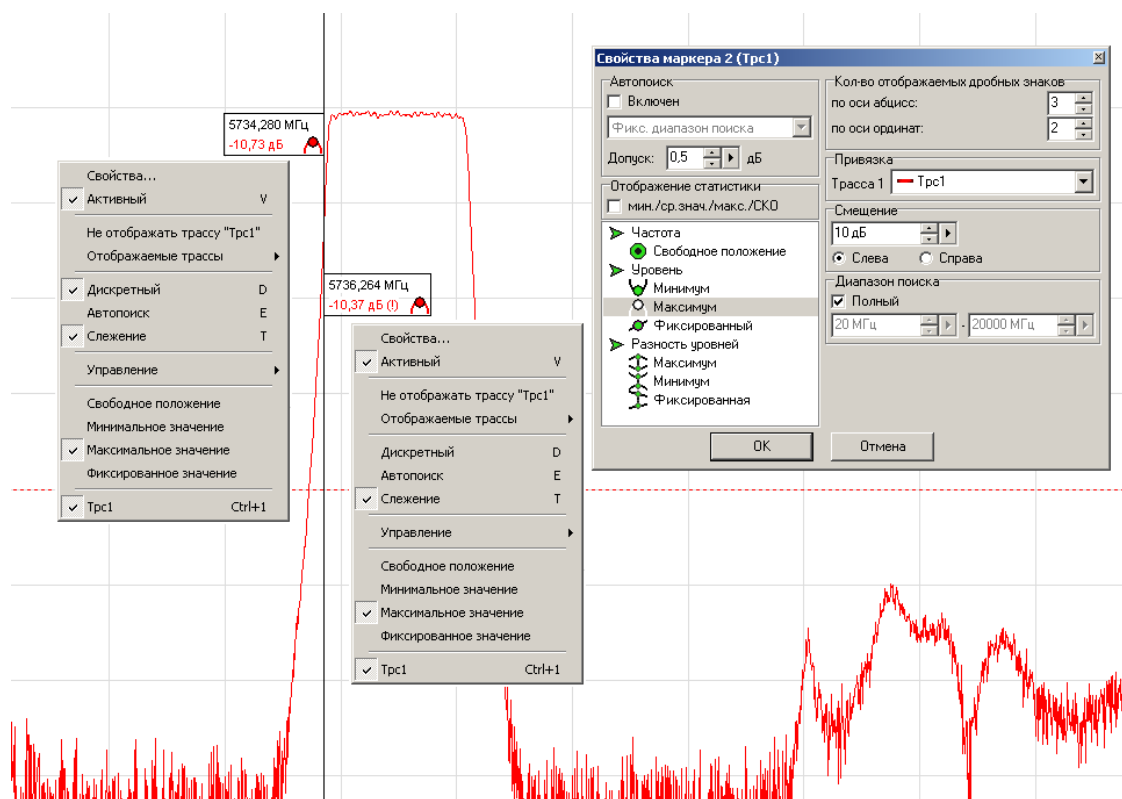 5734,280 МГц
-10,73 дБ
Свойства...
Активный V
Не отображать трассу "Трс1"
Отображаемые трассы
Дискретный D
Автопоиск E
Слежение T
Управление
Свободное положение
Минимальное значение
Максимальное значение
Фиксированное значение
Трс1 Ctrl+1
5736,264 МГц
-10,37 дБ (!)
Свойства...
Активный V
Не отображать трассу "Трс1"
Отображаемые трассы
Дискретный D
Автопоиск E
Слежение T
Управление
Свободное положение
Минимальное значение
Максимальное значение
Фиксированное значение
Трс1 Ctrl+1
Свойства маркера 2 (Трс1)
Автопоиск
Включен
Фикс. диапазон поиска
Допуск: 0,5 дБ
Отображение статистики
мин./ср.знач./макс./СКО
Частота
Свободное положение
Уровень
Минимум
Максимум
Фиксированный
Разность уровней
Максимум
Минимум
Фиксированная
Кол-во отображаемых дробных знаков
по оси абцисс: 3
по оси ординат: 2
Привязка
Трасса 1 Трс1
Смещение
10 дБ
Слева Справа
Диапазон поиска
Полный
20 МГц - 20000 МГц
OK Отмена